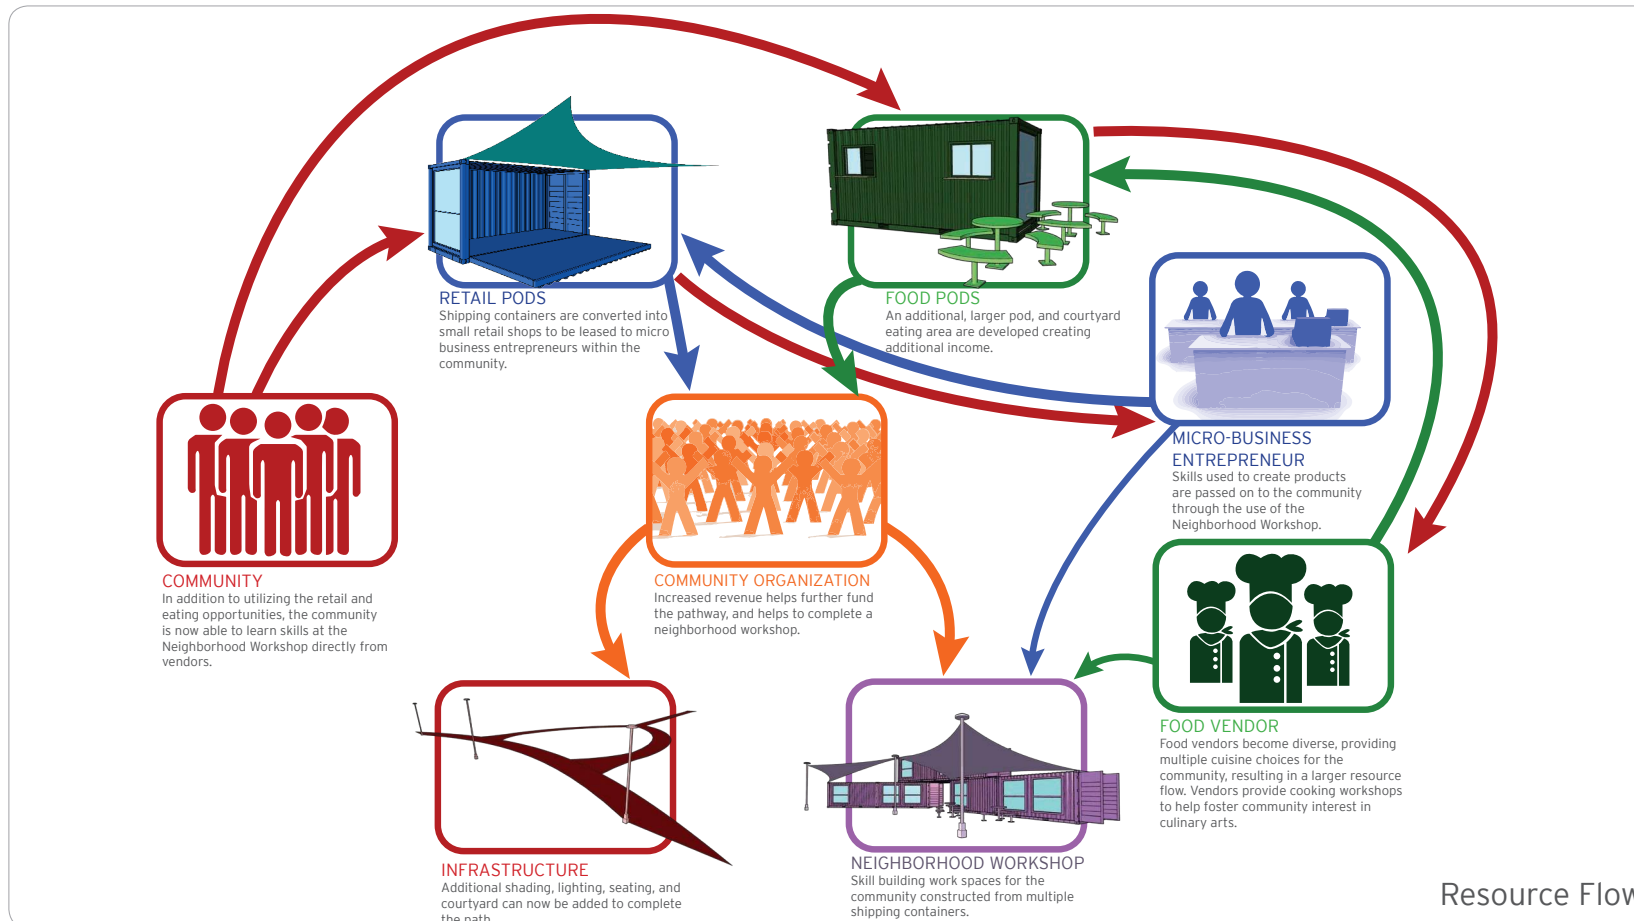 RETAIL PODS
Shipping containers are converted into
small retail shops to be leased to micro
business entrepreneurs within the
community.
FOOD PODS
An additional, larger pod, and courtyard
eating area are developed creating
additional income.
MICRO-BUSINESS
ENTREPRENEUR
Skills used to create products
are passed on to the community
through the use of the
Neighborhood Workshop.
COMMUNITY
In addition to utilizing the retail and
eating opportunities, the community
is now able to learn skills at the
Neighborhood Workshop directly from
vendors.
COMMUNITY ORGANIZATION
Increased revenue helps further fund
the pathway, and helps to complete a
neighborhood workshop.
FOOD VENDOR
Food vendors become diverse, providing
multiple cuisine choices for the
community, resulting in a larger resource
flow. Vendors provide cooking workshops
to help foster community interest in
culinary arts.
INFRASTRUCTURE
Additional shading, lighting, seating, and
courtyard can now be added to complete
the path
NEIGHBORHOOD WORKSHOP
Skill building work spaces for the
community constructed from multiple
shipping containers.
Resource Flow